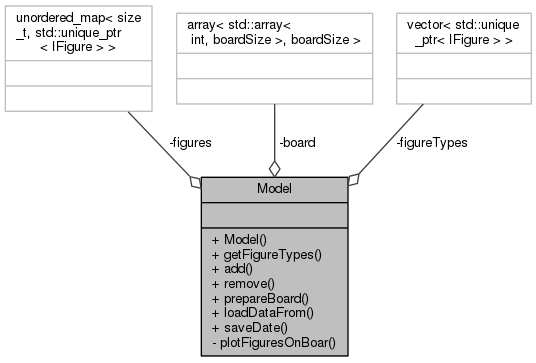 unordered_map< size
_t, std::unique_ptr
< IFigure > >
array< std::array<
int, boardSize >, boardSize >
vector< std::unique
_ptr< IFigure > >
-figures
-board
-figureTypes
Model
+ Model()
+ getFigureTypes()
+ add()
+ remove()
+ prepareBoard()
+ loadDataFrom()
+ saveDate()
- plotFiguresOnBoar()